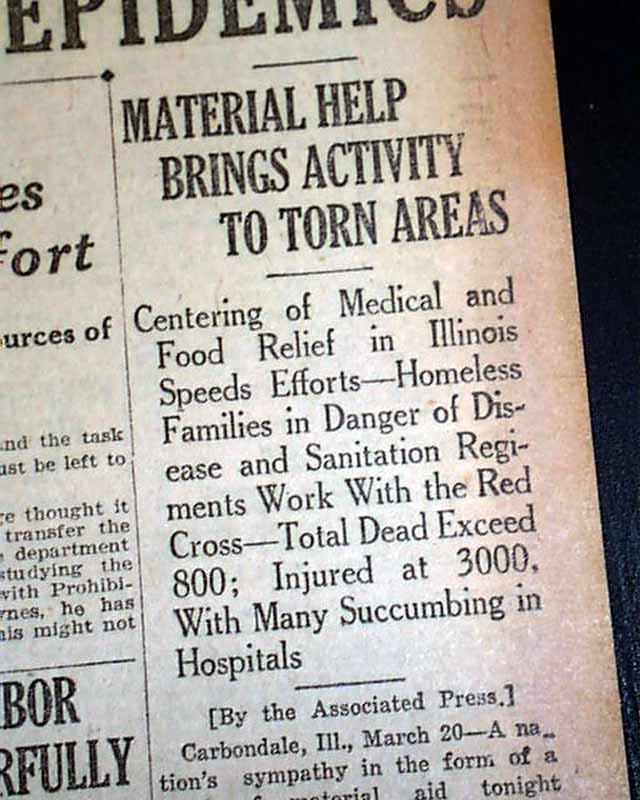 EPIDEMICS
es
fort
urces of
nd the task
ust be left to
re thought it
transfer the
department
studying the
with Prohibi-
ynes, he has
his might not
BOR
RFULLY
MATERIAL HELP
BRINGS ACTIVITY
TO TORN AREAS
Centering of Medical and
Food Relief in Illinois
Speeds Efforts—Homeless
Families in Danger of Dis-
ease and Sanitation Regi-
ments Work With the Red
Cross—Total Dead Exceed
800; Injured at 3000,
With Many Succumbing in
Hospitals
[By the Associated Press.]
Carbondale, Ill., March 20—A na-
tion's sympathy in the form of a
material aid tonight